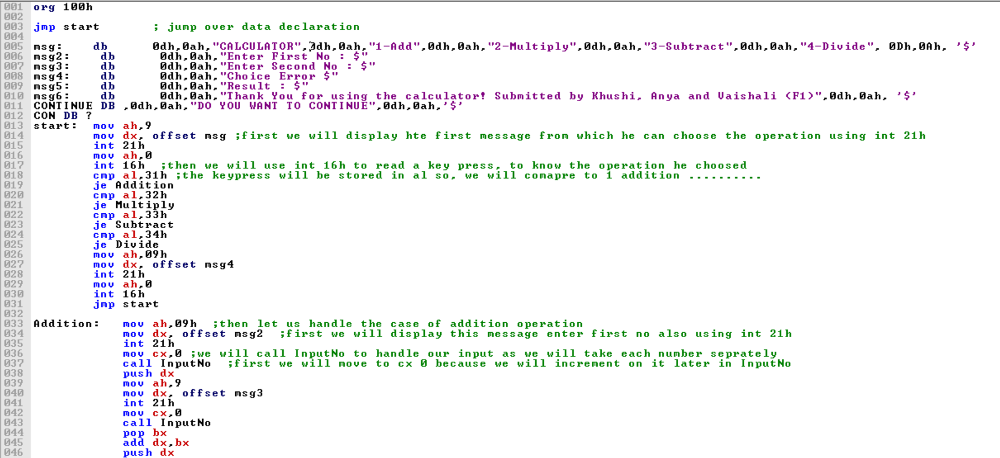 001 org 100h
002
003 jmp start       ; jump over data declaration
004
005 msg:    db      0dh,0ah,"CALCULATOR",0dh,0ah,"1-Add",0dh,0ah,"2-Multiply",0dh,0ah,"3-Subtract",0dh,0ah,"4-Divide", 0Dh,0Ah, '$'
006 msg2:    db      0dh,0ah,"Enter First No : $"
007 msg3:    db      0dh,0ah,"Enter Second No : $"
008 msg4:    db      0dh,0ah,"Choice Error $"
009 msg5:    db      0dh,0ah,"Result : $"
010 msg6:    db      0dh,0ah,"Thank You for using the calculator! Submitted by Khushi, Anya and Vaishali (F1)",0dh,0ah, '$'
011 CONTINUE DB ,0dh,0ah,"DO YOU WANT TO CONTINUE",0dh,0ah,'$'
012 CON DB ?
013 start:  mov ah,9
014         mov dx, offset msg ;first we will display hte first message from which he can choose the operation using int 21h
015         int 21h
016         mov ah,0
017         int 16h  ;then we will use int 16h to read a key press, to know the operation he choosed
018         cmp al,31h ;the keypress will be stored in al so, we will comapre to 1 addition ..........
019         je Addition
020         cmp al,32h
021         je Multiply
022         cmp al,33h
023         je Subtract
024         cmp al,34h
025         je Divide
026         mov ah,09h
027         mov dx, offset msg4
028         int 21h
029         mov ah,0
030         int 16h
031         jmp start
032
033 Addition:   mov ah,09h  ;then let us handle the case of addition operation
034             mov dx, offset msg2  ;first we will display this message enter first no also using int 21h
035             int 21h
036             mov cx,0 ;we will call InputNo to handle our input as we will take each number seprately
037             call InputNo  ;first we will move to cx 0 because we will increment on it later in InputNo
038             push dx
039             mov ah,9
040             mov dx, offset msg3
041             int 21h
042             mov cx,0
043             call InputNo
044             pop bx
045             add dx,bx
046             push dx